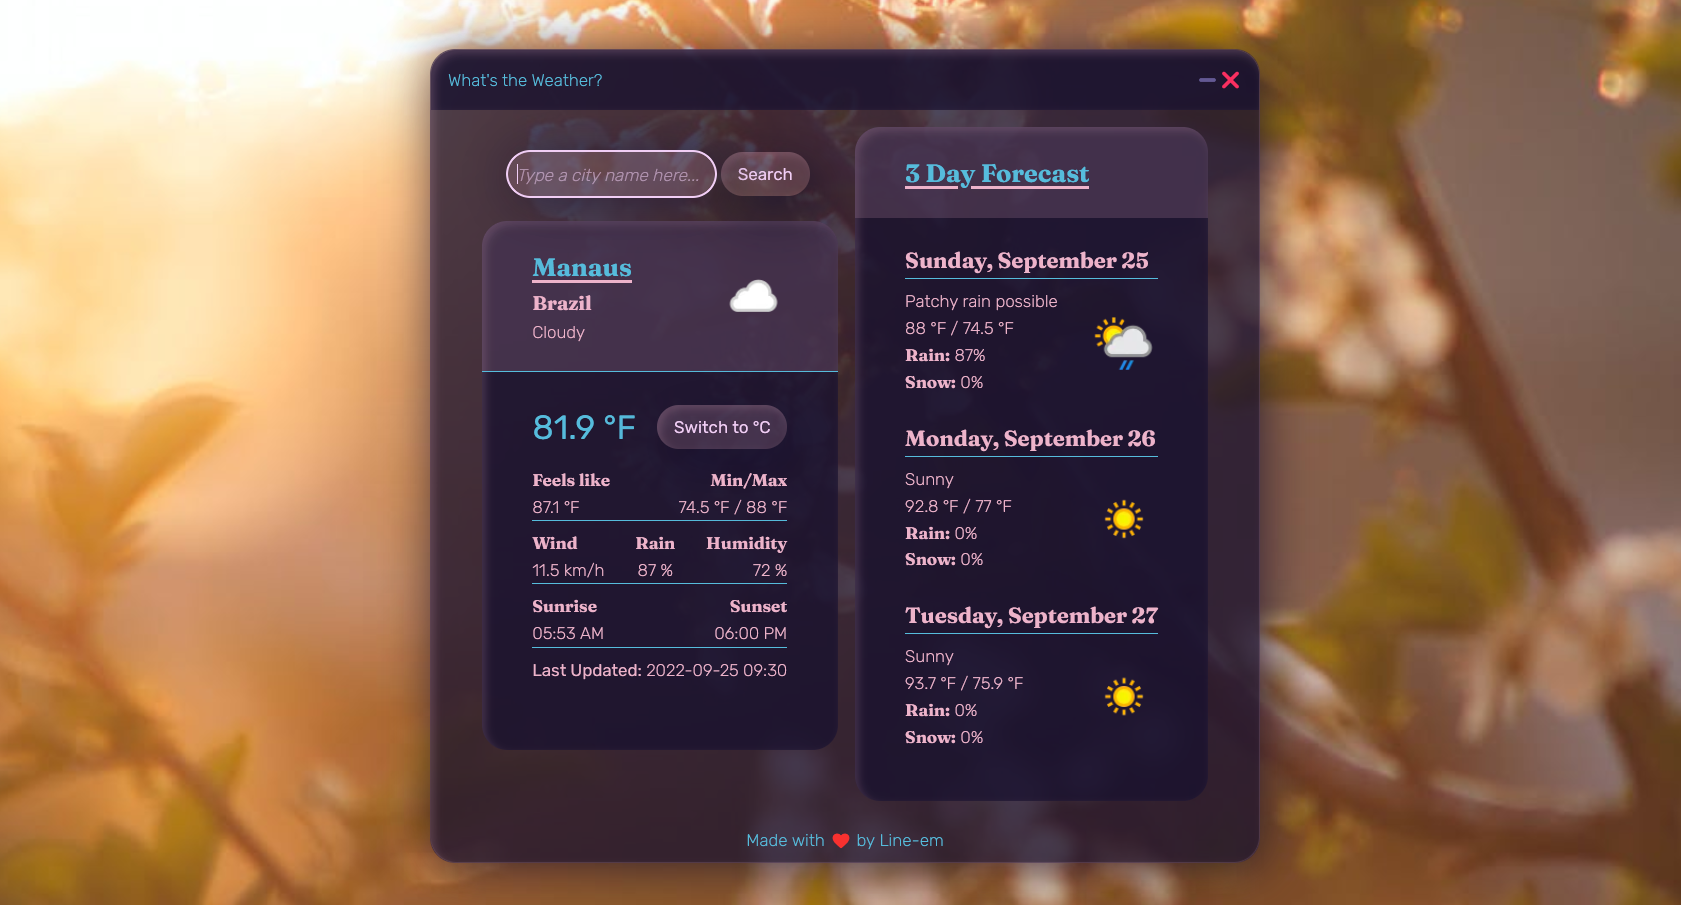 What's the Weather?
Type a city name here...
Search
Manaus
Brazil
Cloudy
81.9 °F
Switch to °C
Feels like Min/Max
87.1 °F 74.5 °F / 88 °F
Wind Rain Humidity
11.5 km/h 87 % 72 %
Sunrise Sunset
05:53 AM 06:00 PM
Last Updated: 2022-09-25 09:30
3 Day Forecast
Sunday, September 25
Patchy rain possible
88 °F / 74.5 °F
Rain: 87%
Snow: 0%
Monday, September 26
Sunny
92.8 °F / 77 °F
Rain: 0%
Snow: 0%
Tuesday, September 27
Sunny
93.7 °F / 75.9 °F
Rain: 0%
Snow: 0%
Made with ❤ by Line-em